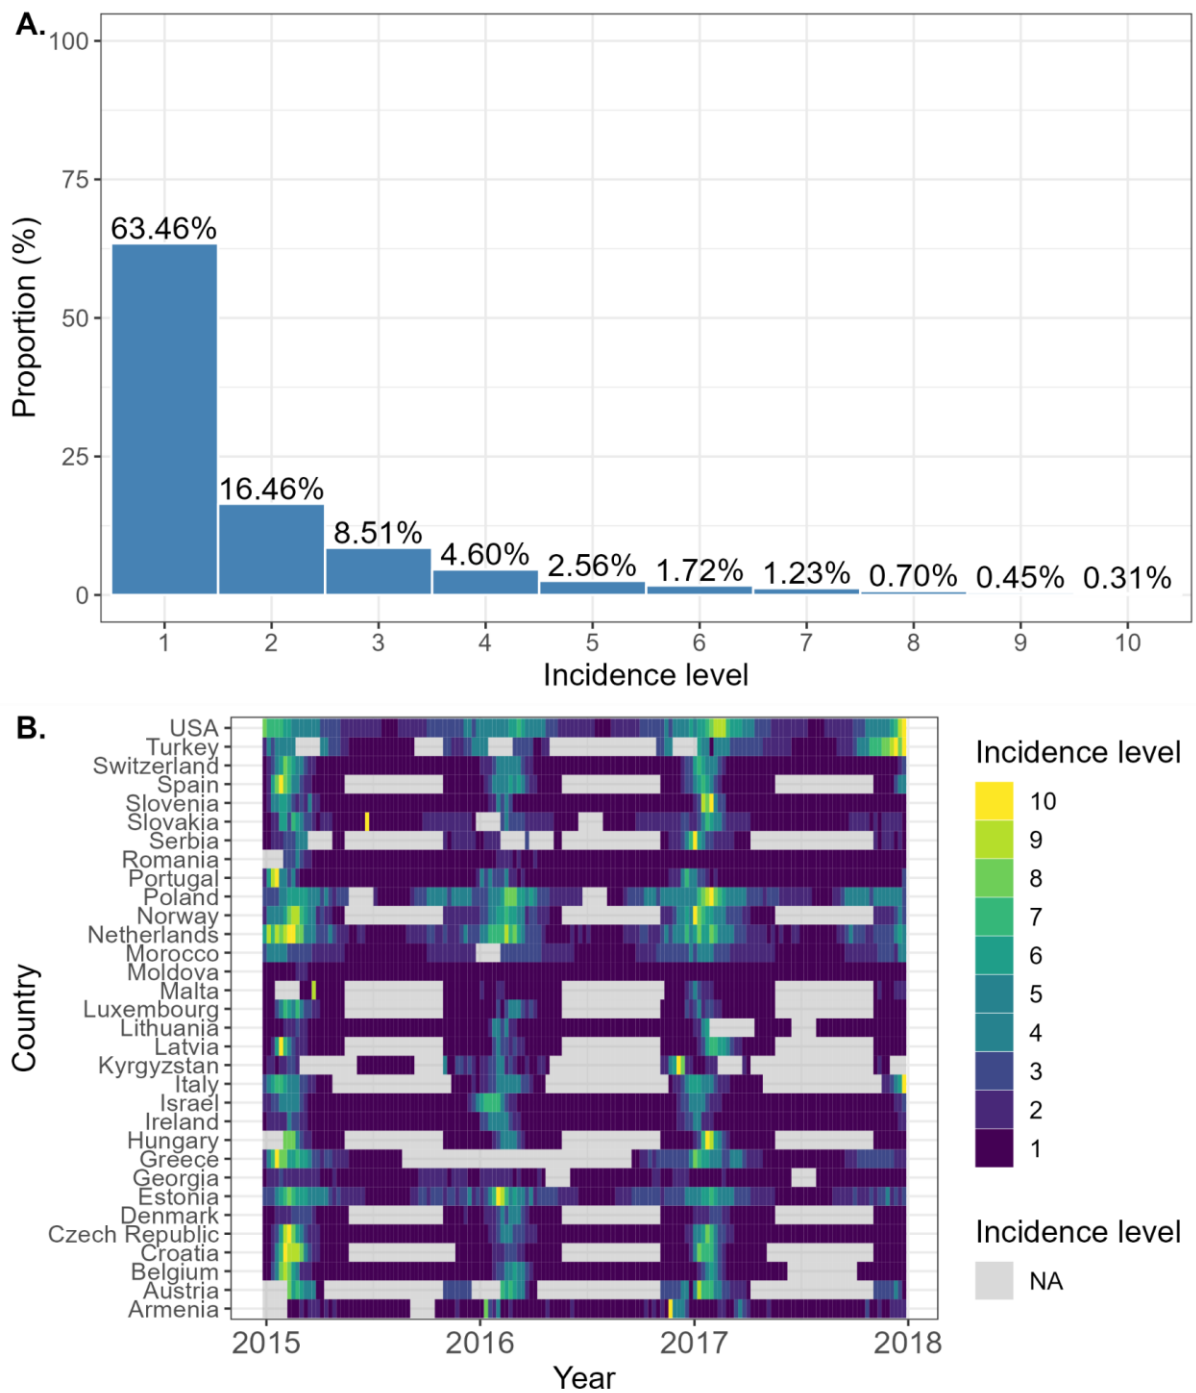 A.
100
75
50
25
0
Proportion (%)
63.46%
16.46%
8.51%
4.60%
2.56%
1.72%
1.23%
0.70%
0.45%
0.31%
1 2 3 4 5 6 7 8 9 10
Incidence level
B.
Country
USA
Turkey
Switzerland
Spain
Slovenia
Slovakia
Serbia
Romania
Portugal
Poland
Norway
Netherlands
Morocco
Moldova
Malta
Luxembourg
Lithuania
Latvia
Kyrgyzstan
Italy
Israel
Ireland
Hungary
Greece
Georgia
Estonia
Denmark
Czech Republic
Croatia
Belgium
Austria
Armenia
2015 2016 2017 2018
Year
Incidence level
10
9
8
7
6
5
4
3
2
1
Incidence level
NA